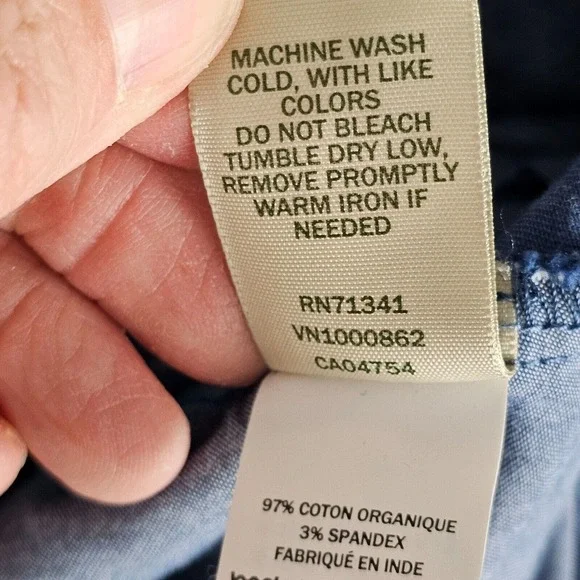 MACHINE WASH
COLD, WITH LIKE
COLORS
DO NOT BLEACH
TUMBLE DRY LOW,
REMOVE PROMPTLY
WARM IRON IF
NEEDED
RN71341
VN1000862
CA04754
97% COTON ORGANIQUE
3% SPANDEX
FABRIQUÉ EN INDE